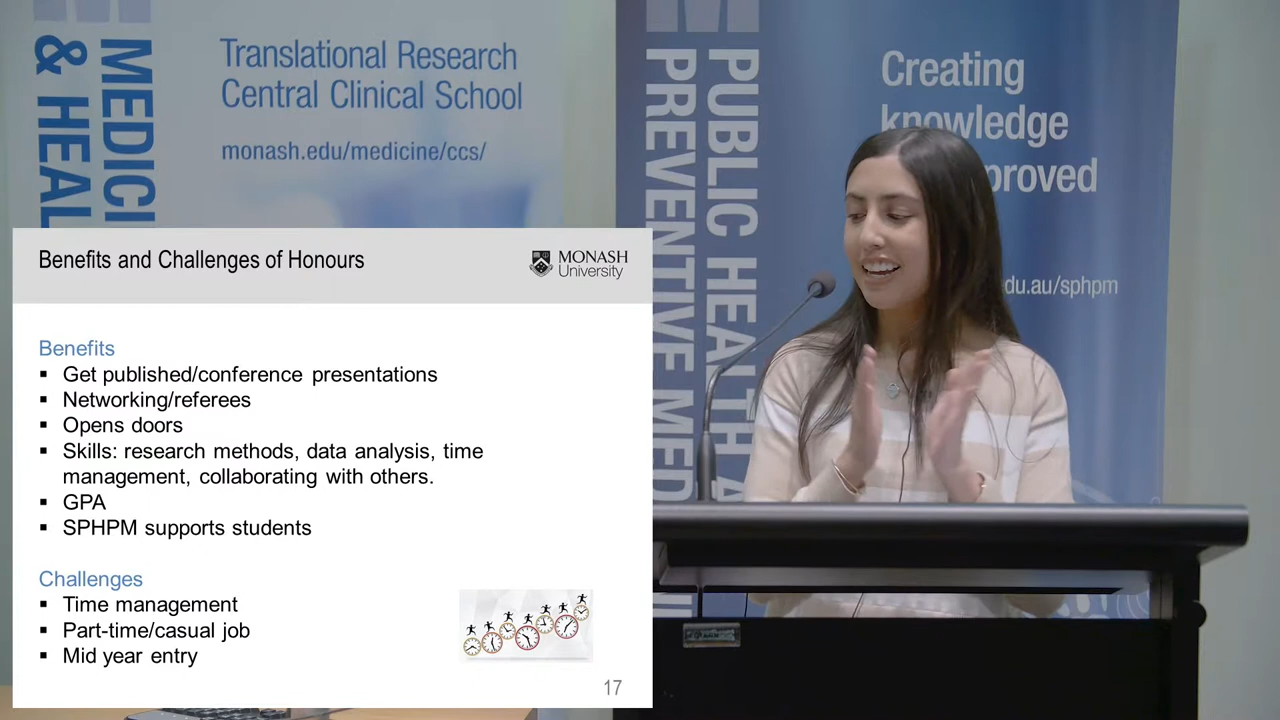 MEDICI
& HEAL
Translational Research
Central Clinical School
monash.edu/medicine/ccs/
PUBLIC HEALTH A
PREVENTIVE MED
Creating
knowledge
proved
du.au/sphpm
Benefits and Challenges of Honours
MONASH
University
Benefits
▪ Get published/conference presentations
▪ Networking/referees
▪ Opens doors
▪ Skills: research methods, data analysis, time
management, collaborating with others.
▪ GPA
▪ SPHPM supports students
Challenges
▪ Time management
▪ Part-time/casual job
▪ Mid year entry
17